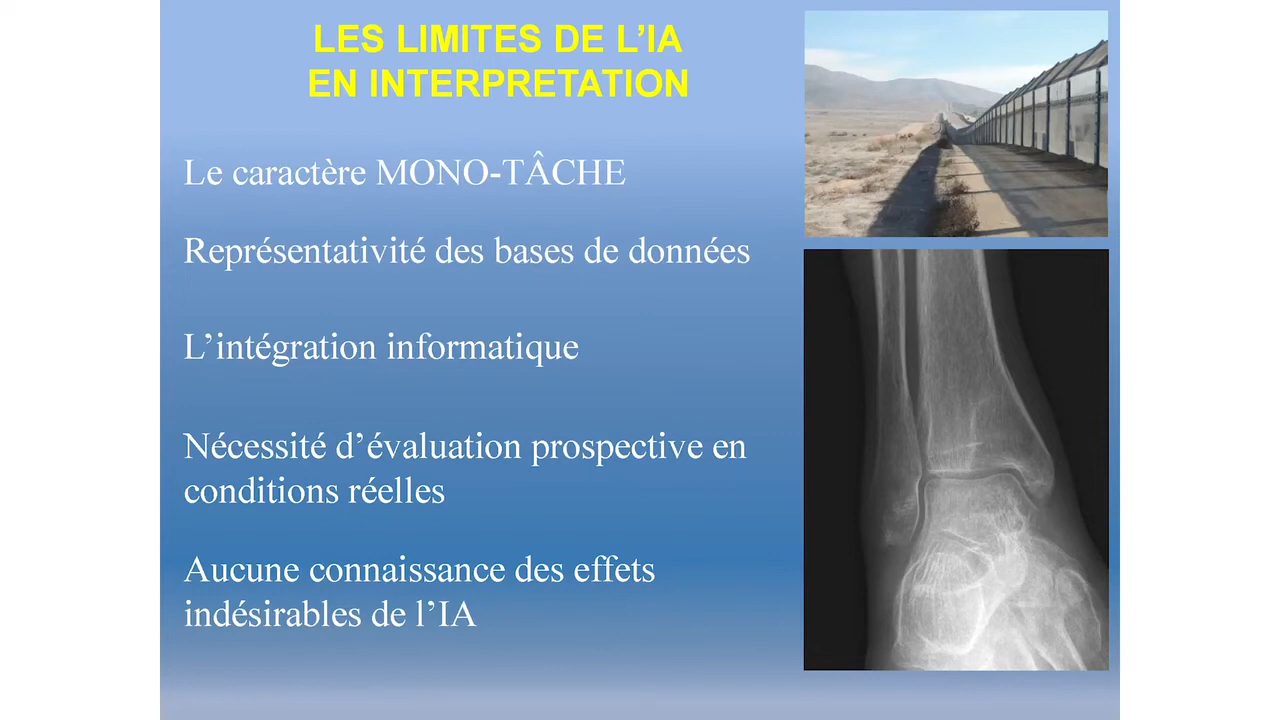 LES LIMITES DE L’IA
EN INTERPRETATION
Le caractère MONO-TÂCHE
Représentativité des bases de données
L’intégration informatique
Nécessité d’évaluation prospective en
conditions réelles
Aucune connaissance des effets
indésirables de l’IA